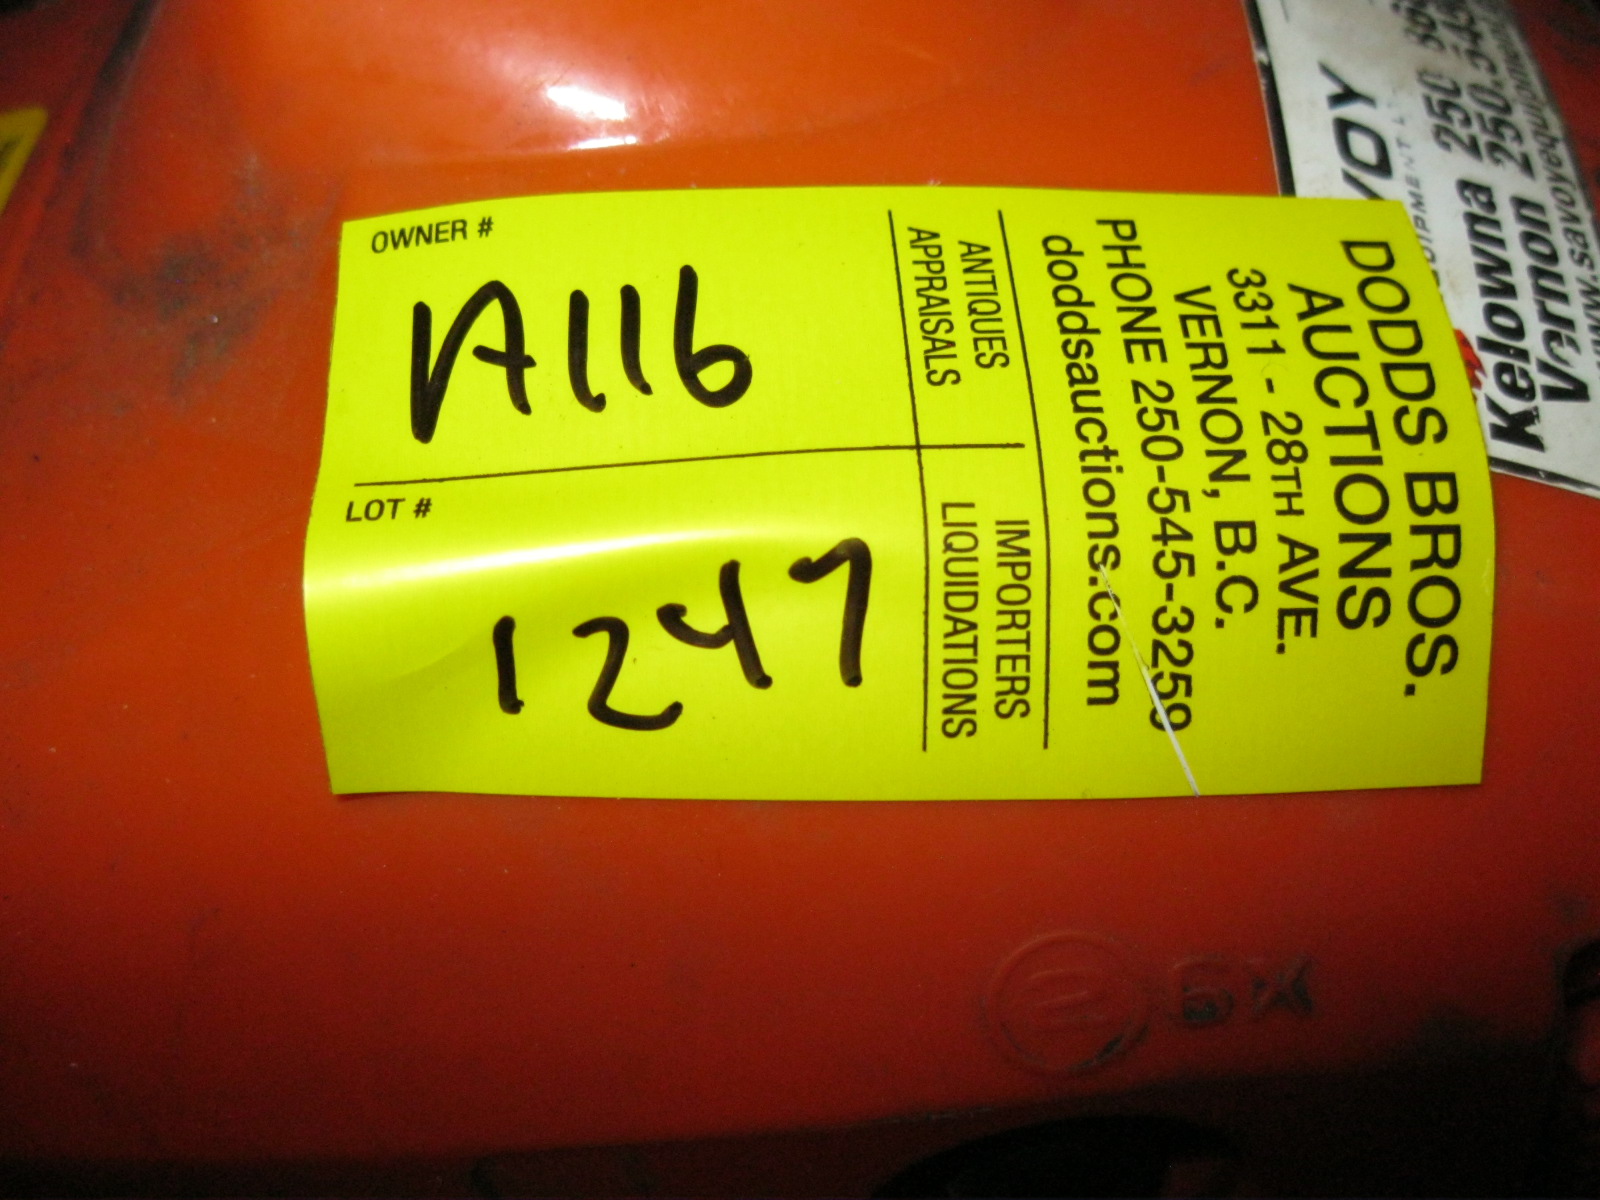 DODDS BROS.
AUCTIONS
3311 - 28TH AVE.
VERNON, B.C.
PHONE 250-545-3259
doddsauctions.com
ANTIQUES
APPRAISALS
IMPORTERS
LIQUIDATIONS
OWNER #
A116
LOT #
1247
Kelowna 250
Vernon 250.545